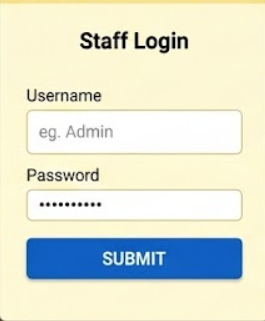 Staff Login
Username
eg. Admin
Password
••••••••••
SUBMIT